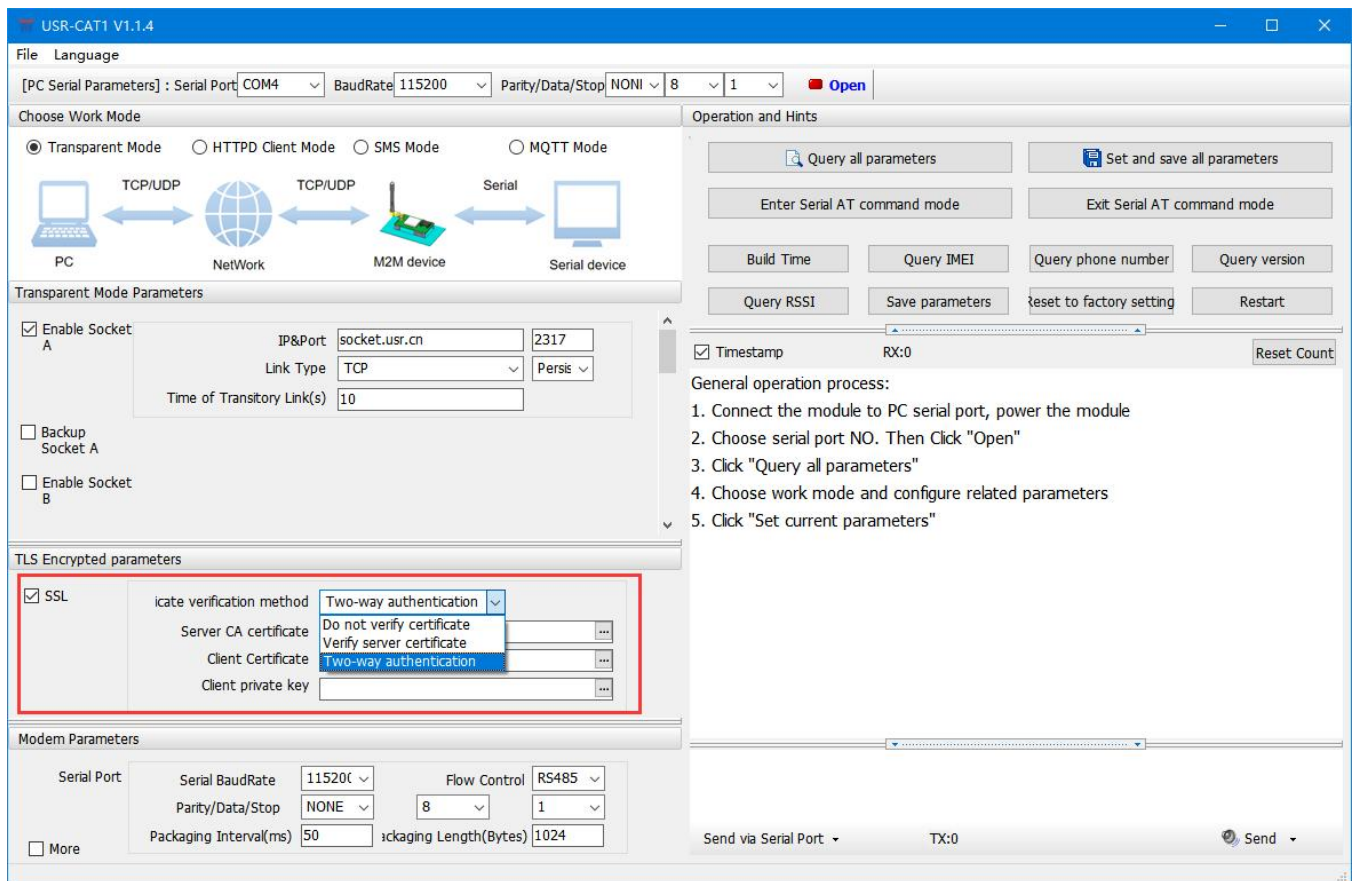 USR-CAT1 V1.1.4
File Language
[PC Serial Parameters] : Serial Port COM4 BaudRate 115200 Parity/Data/Stop NONI 8 1 Open
Choose Work Mode
Transparent Mode HTTPD Client Mode SMS Mode MQTT Mode
TCP/UDP TCP/UDP Serial
PC NetWork M2M device Serial device
Transparent Mode Parameters
Enable Socket
A
IP&Port socket.usr.cn 2317
Link Type TCP Persis
Time of Transitory Link(s) 10
Backup
Socket A
Enable Socket
B
TLS Encrypted parameters
SSL
icate verification method Two-way authentication
Do not verify certificate
Verify server certificate
Two-way authentication
Server CA certificate ...
Client Certificate ...
Client private key ...
Modem Parameters
Serial Port
Serial BaudRate 11520( Flow Control RS485
Parity/Data/Stop NONE 8 1
Packaging Interval(ms) 50 ackaging Length(Bytes) 1024
More
Operation and Hints
Query all parameters Set and save all parameters
Enter Serial AT command mode Exit Serial AT command mode
Build Time Query IMEI Query phone number Query version
Query RSSI Save parameters Reset to factory setting Restart
Timestamp RX:0 Reset Count
General operation process:
1. Connect the module to PC serial port, power the module
2. Choose serial port NO. Then Click "Open"
3. Click "Query all parameters"
4. Choose work mode and configure related parameters
5. Click "Set current parameters"
Send via Serial Port TX:0 Send